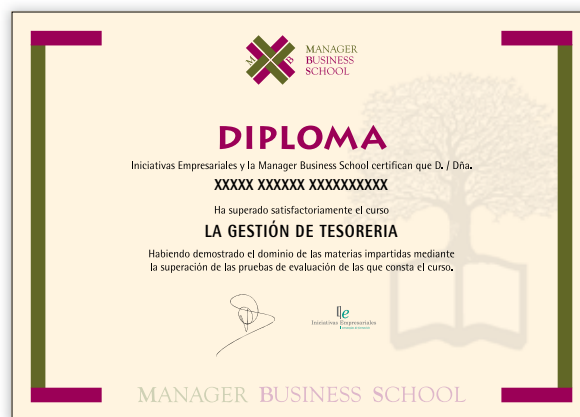 M B
MANAGER
BUSINESS
SCHOOL
DIPLOMA
Iniciativas Empresariales y la Manager Business School certifican que D. / Dña.
XXXXX XXXXXX XXXXXXXXXX
Ha superado satisfactoriamente el curso
LA GESTIÓN DE TESORERIA
Habiendo demostrado el dominio de las materias impartidas mediante
la superación de las pruebas de evaluación de las que consta el curso.
Iniciativas Empresariales
MANAGER BUSINESS SCHOOL